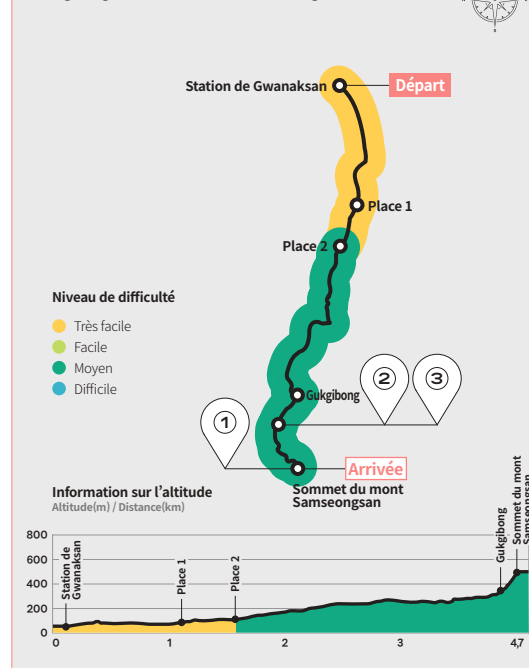 Station de Gwanaksan
Départ
Place 1
Place 2
Niveau de difficulté
Très facile
Facile
Moyen
Difficile
Gukgibong
2
3
1
Arrivée
Sommet du mont
Samseongsan
Information sur l'altitude
Altitude(m) / Distance(km)
800
600
400
200
0
Station de
Gwanaksan
Place 1
Place 2
Gukgibong
Sommet du mont
Samseongsan
0
1
2
3
4,7